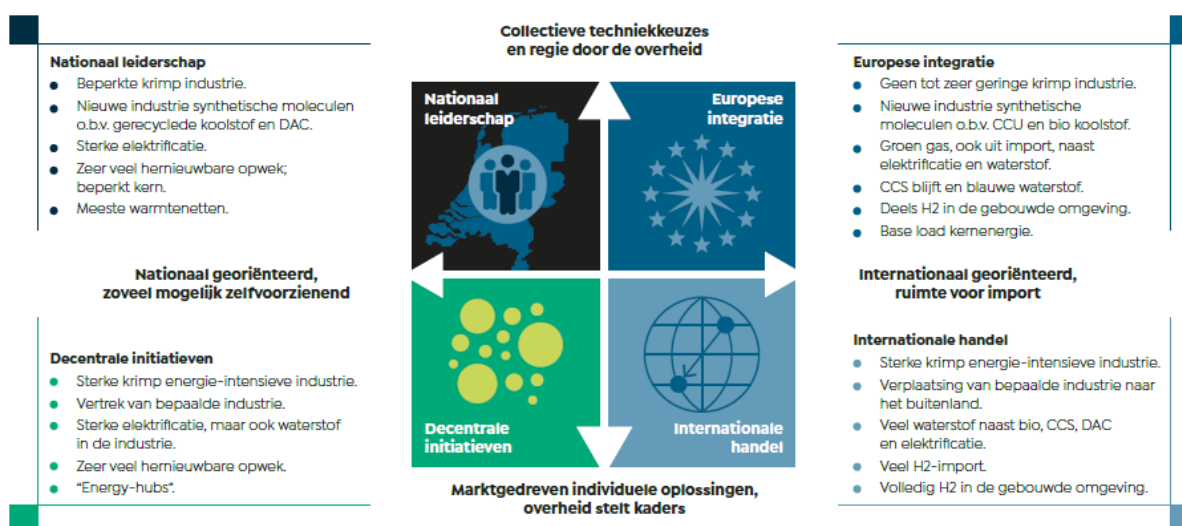 Collectieve techniekkeuzes
en regie door de overheid
Nationaal leiderschap
Beperkte krimp industrie.
Nieuwe industrie synthetische moleculen
o.b.v. gerecyclede koolstof en DAC.
Sterke elektrificatie.
Zeer veel hernieuwbare opwek;
beperkt kern.
Meeste warmtenetten.
Nationaal
leiderschap
Europese
integratie
Europese integratie
Geen tot zeer geringe krimp industrie.
Nieuwe industrie synthetische
moleculen o.b.v. CCU en bio koolstof.
Groen gas, ook uit import, naast
elektrificatie en waterstof.
CCS blijft en blauwe waterstof.
Deels H2 in de gebouwde omgeving.
Base load kernenergie.
Nationaal georiënteerd,
zoveel mogelijk zelfvoorzienend
Internationaal georiënteerd,
ruimte voor import
Decentrale initiatieven
Sterke krimp energie-intensieve industrie.
Vertrek van bepaalde industrie.
Sterke elektrificatie, maar ook waterstof
in de industrie.
Zeer veel hernieuwbare opwek.
"Energy-hubs".
Decentrale
initiatieven
Internationale
handel
Internationale handel
Sterke krimp energie-intensieve industrie.
Verplaatsing van bepaalde industrie naar
het buitenland.
Veel waterstof naast bio, CCS, DAC
en elektrificatie.
Veel H2-import.
Volledig H2 in de gebouwde omgeving.
Marktgedreven individuele oplossingen,
overheid stelt kaders